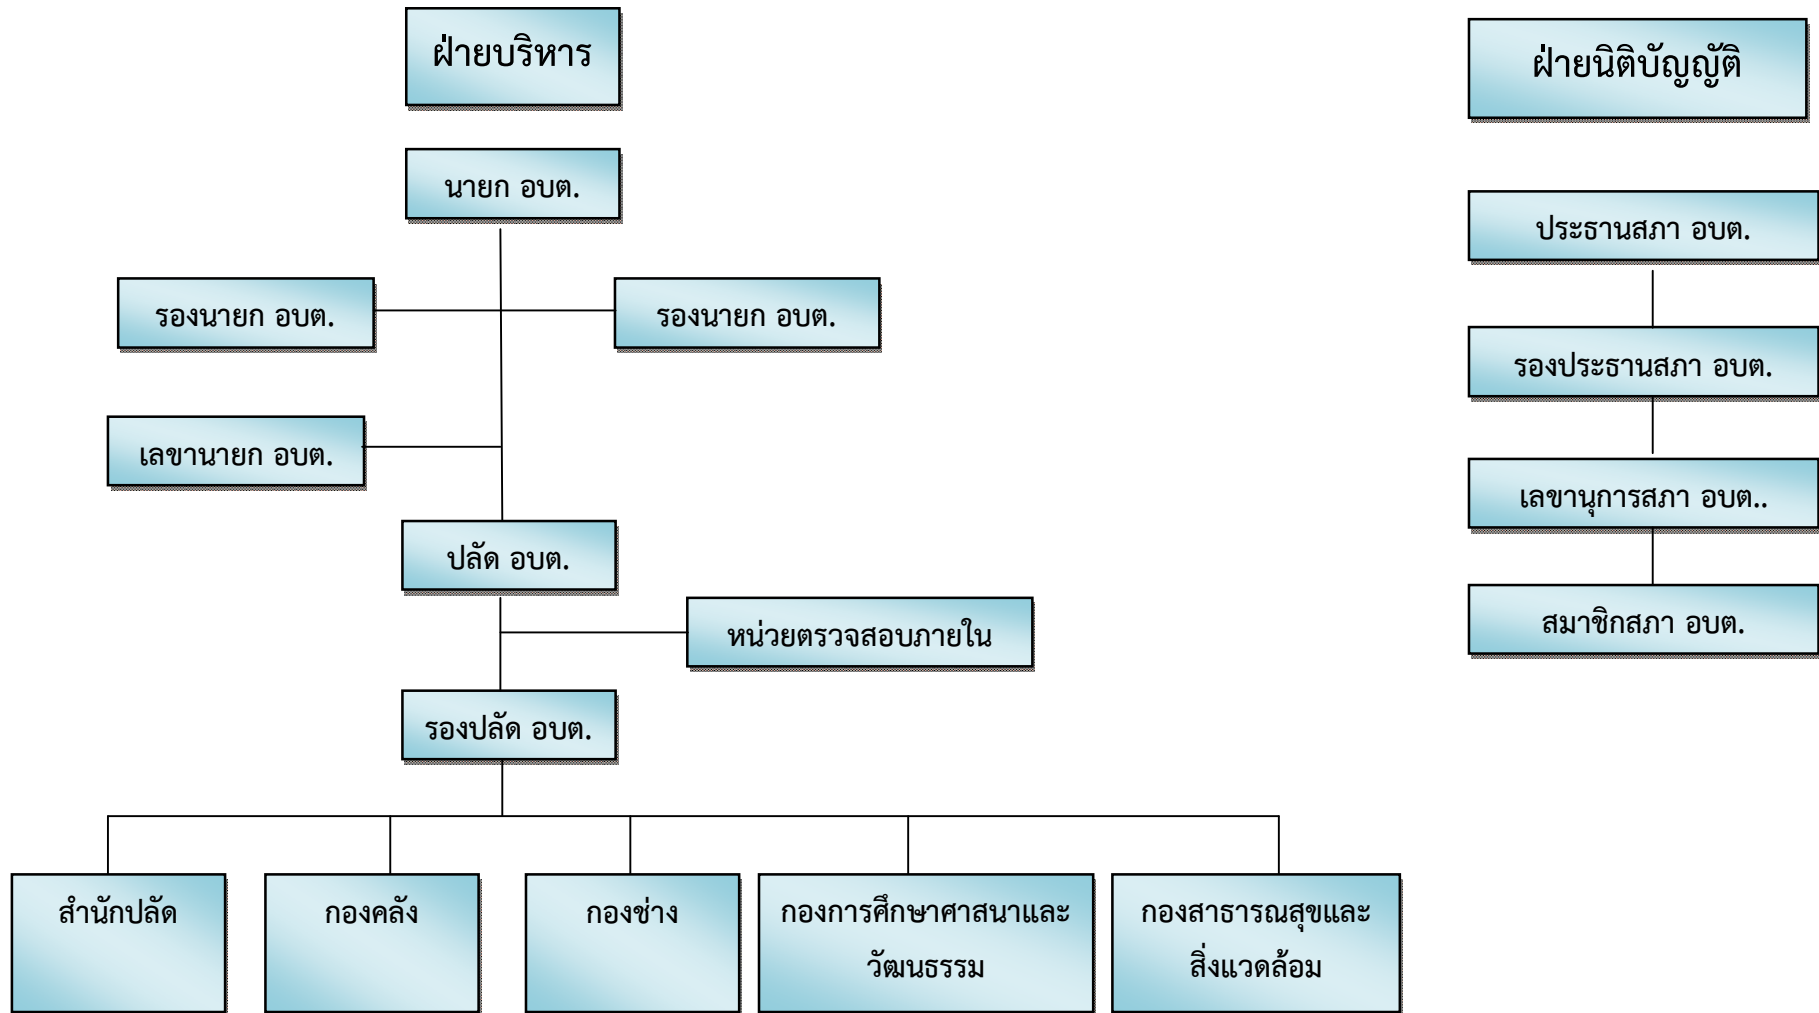 ฝ่ายบริหาร
ฝ่ายนิติบัญญัติ
นายก อบต.
ประธานสภา อบต.
รองนายก อบต.
รองนายก อบต.
รองประธานสภา อบต.
เลขานายก อบต.
เลขานุการสภา อบต..
ปลัด อบต.
หน่วยตรวจสอบภายใน
สมาชิกสภา อบต.
รองปลัด อบต.
สำนักปลัด
กองคลัง
กองช่าง
กองการศึกษาศาสนาและ
วัฒนธรรม
กองสาธารณสุขและ
สิ่งแวดล้อม